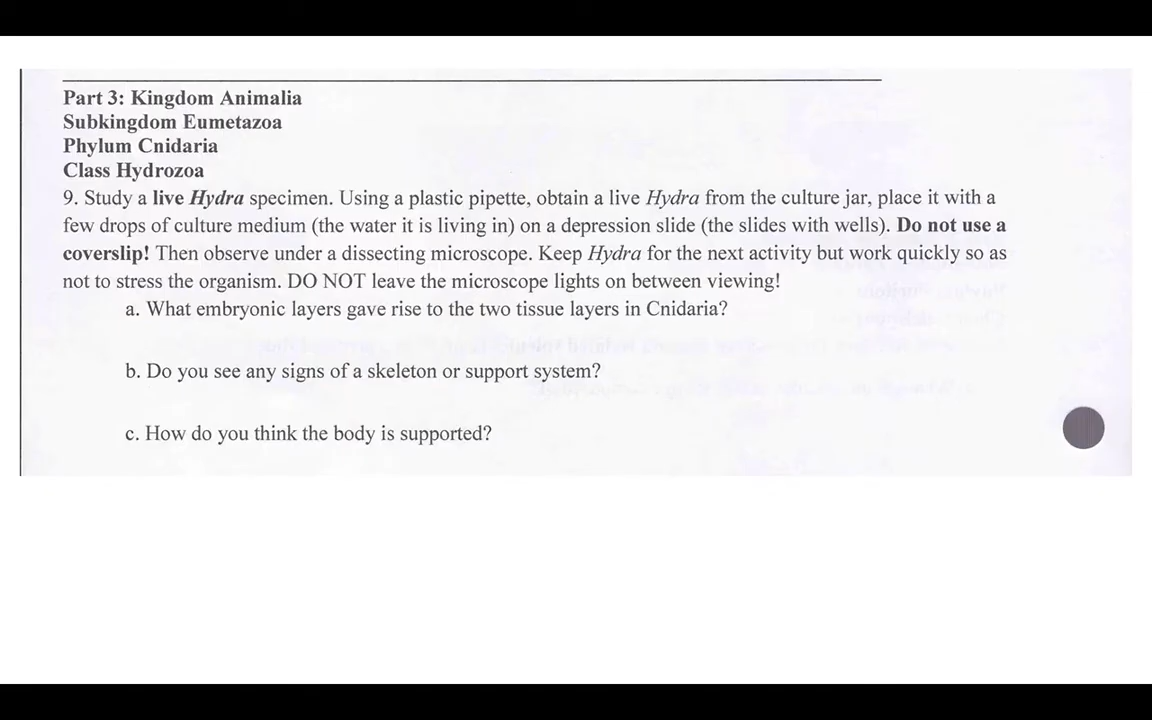 Part 3: Kingdom Animalia
Subkingdom Eumetazoa
Phylum Cnidaria
Class Hydrozoa
9. Study a live Hydra specimen. Using a plastic pipette, obtain a live Hydra from the culture jar, place it with a
few drops of culture medium (the water it is living in) on a depression slide (the slides with wells). Do not use a
coverslip! Then observe under a dissecting microscope. Keep Hydra for the next activity but work quickly so as
not to stress the organism. DO NOT leave the microscope lights on between viewing!
a. What embryonic layers gave rise to the two tissue layers in Cnidaria?
b. Do you see any signs of a skeleton or support system?
c. How do you think the body is supported?